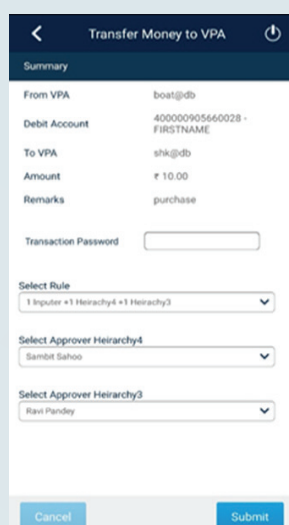 Transfer Money to VPA
Summary
From VPA boat@db
Debit Account 400000905660028 -
FIRSTNAME
To VPA shk@db
Amount ₹ 10.00
Remarks purchase
Transaction Password
Select Rule
1 Inputer +1 Heirachy4 +1 Heirachy3
Select Approver Heirarchy4
Sambit Sahoo
Select Approver Heirarchy3
Ravi Pandey
Cancel Submit